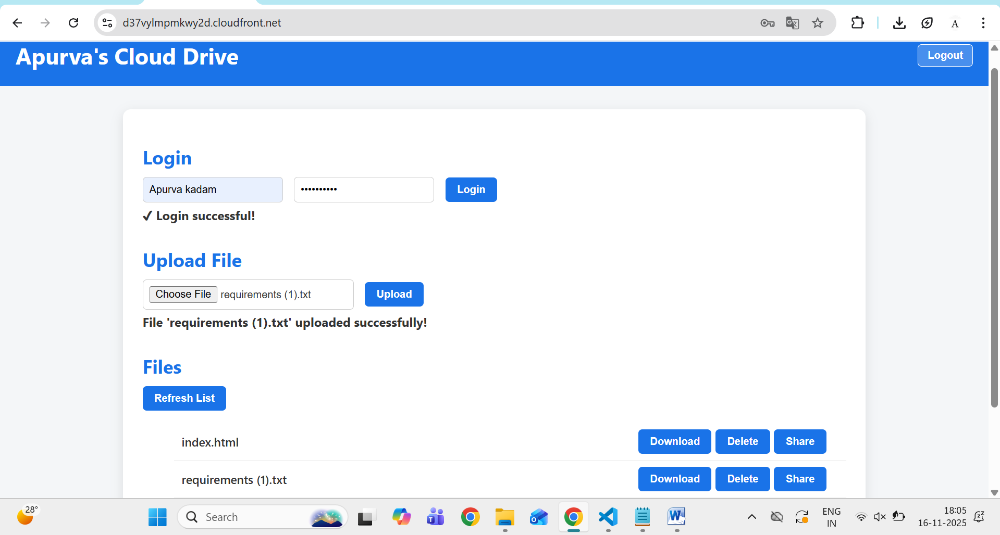 d37vylmpmkwy2d.cloudfront.net
A
Apurva's Cloud Drive
Logout
Login
Apurva kadam
••••••••••
Login
✔ Login successful!
Upload File
Choose File requirements (1).txt
Upload
File 'requirements (1).txt' uploaded successfully!
Files
Refresh List
index.html
Download Delete Share
requirements (1).txt
Download Delete Share
28°
Search
ENG
IN
18:05
16-11-2025